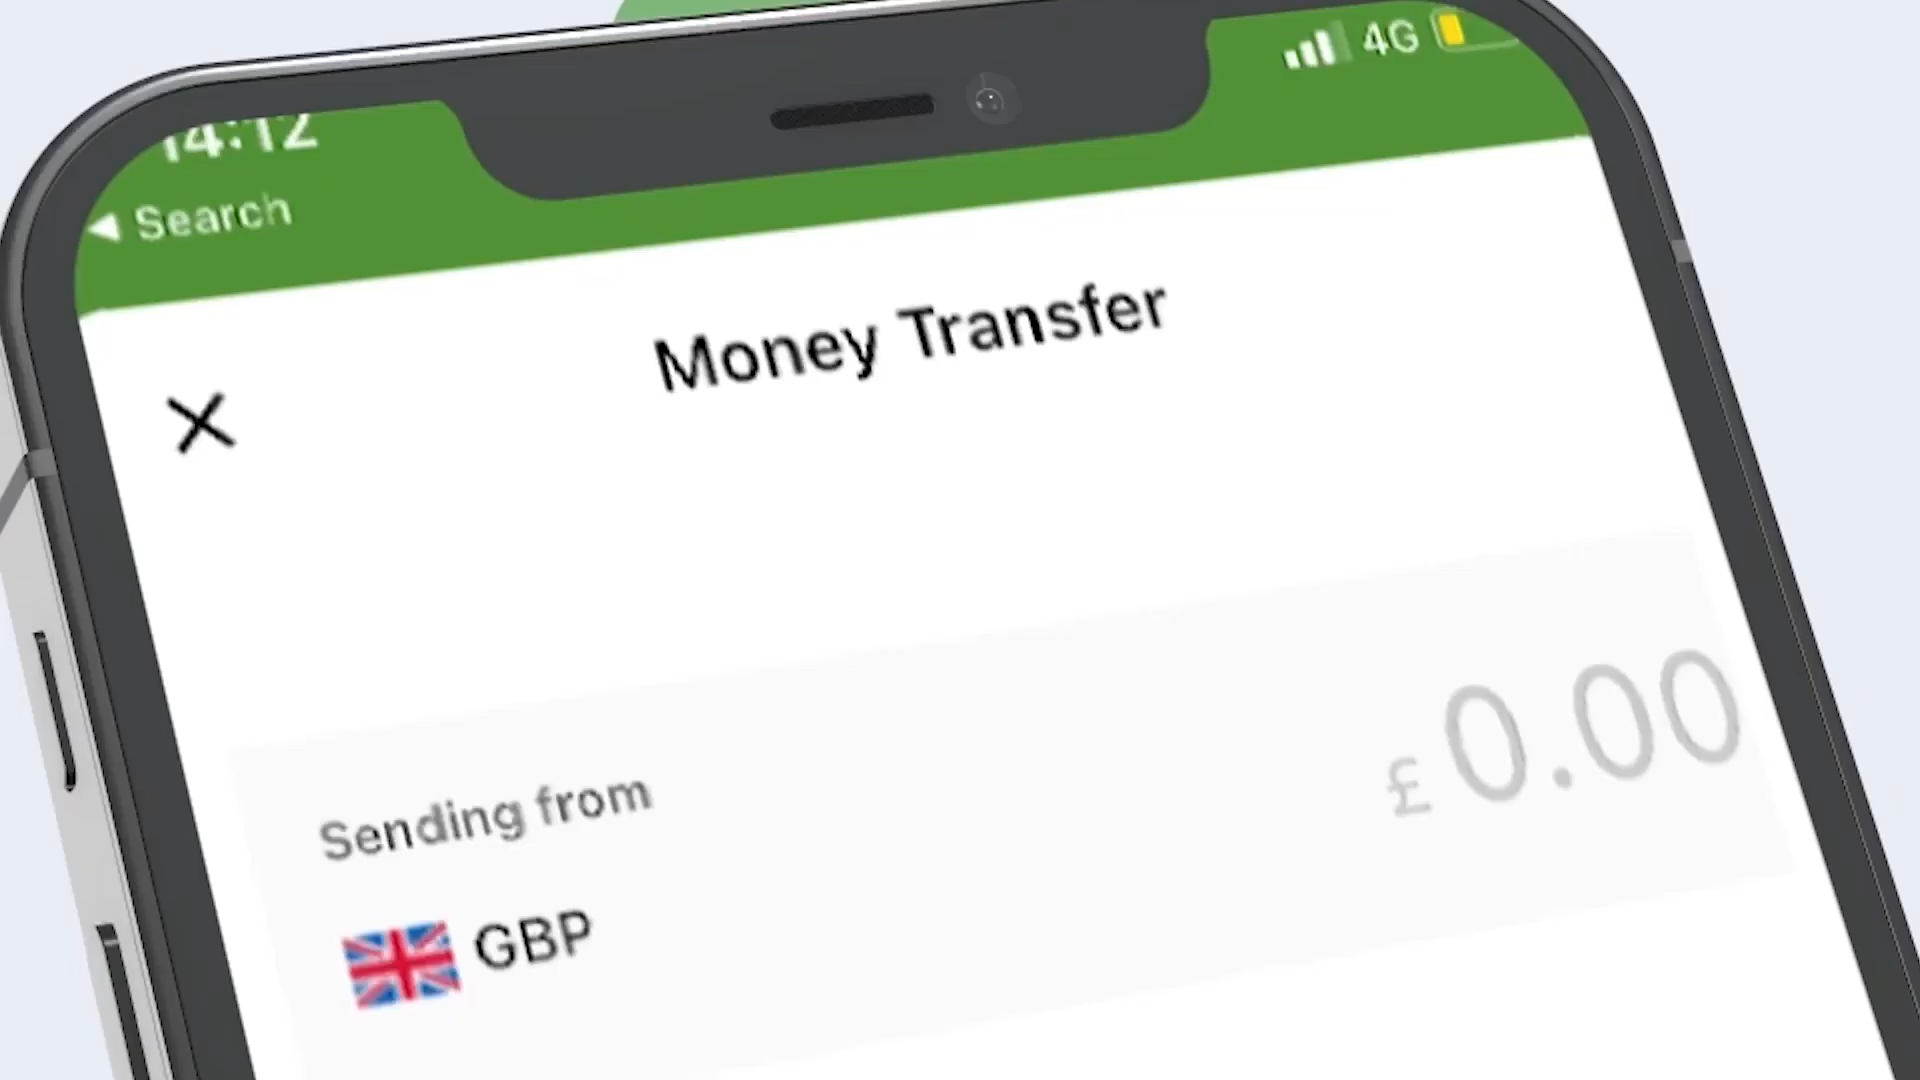 14:12
4G
Search
Money Transfer
£0.00
Sending from
GBP